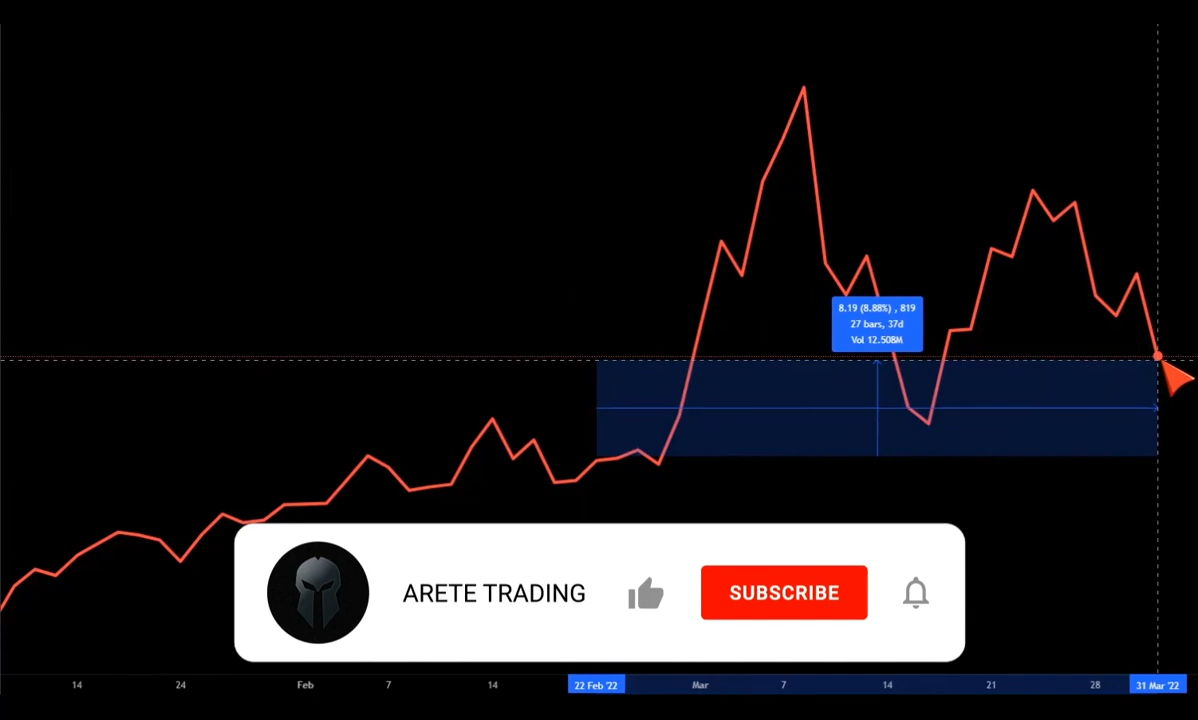 8.19 (8.88%) , 819
27 bars, 37d
Vol 12.508M
ARETE TRADING
SUBSCRIBE
14 24 Feb 7 14 22 Feb '22 Mar 7 14 21 28 31 Mar '22